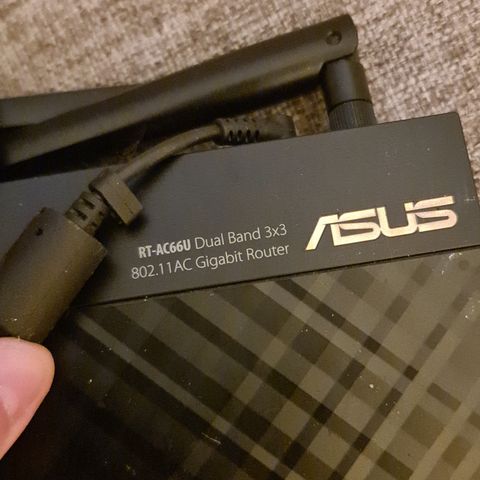 RT-AC66U Dual Band 3x3
802.11AC Gigabit Router
ASUS